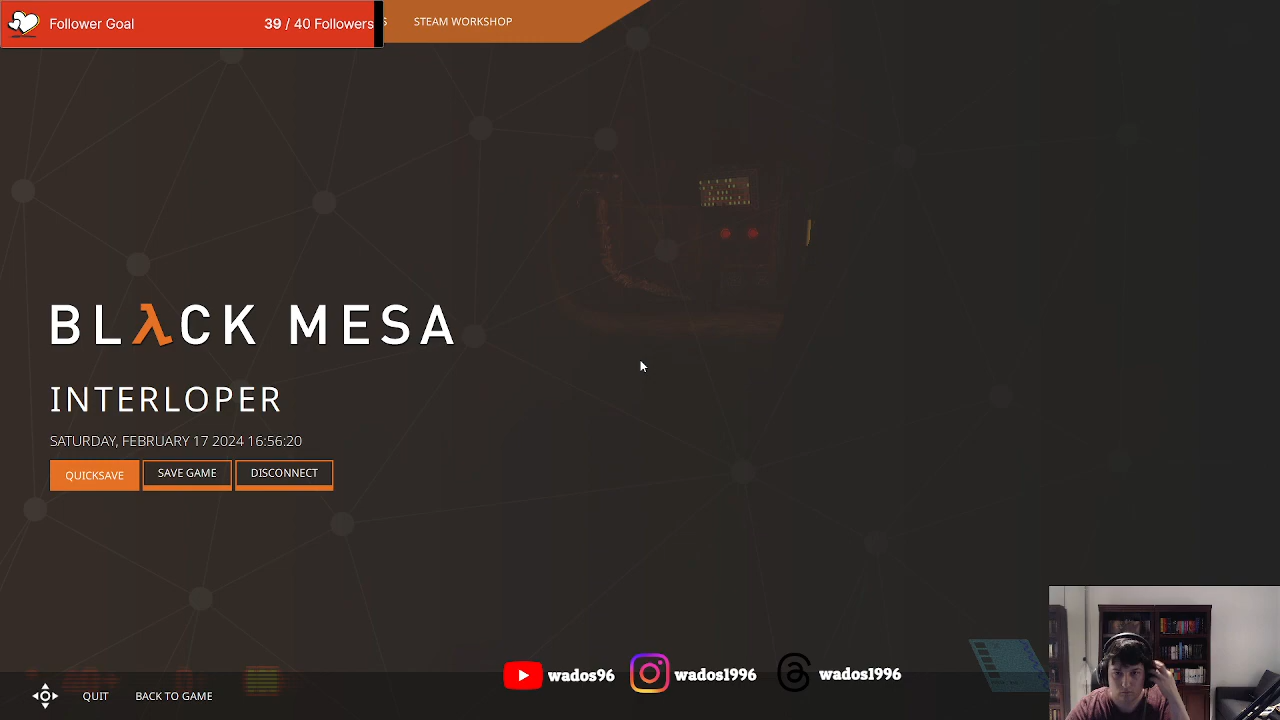 Follower Goal 39 / 40 Followers
S STEAM WORKSHOP
BLλCK MESA
INTERLOPER
SATURDAY, FEBRUARY 17 2024 16:56:20
QUICKSAVE SAVE GAME DISCONNECT
wados96 wados1996 wados1996
QUIT BACK TO GAME